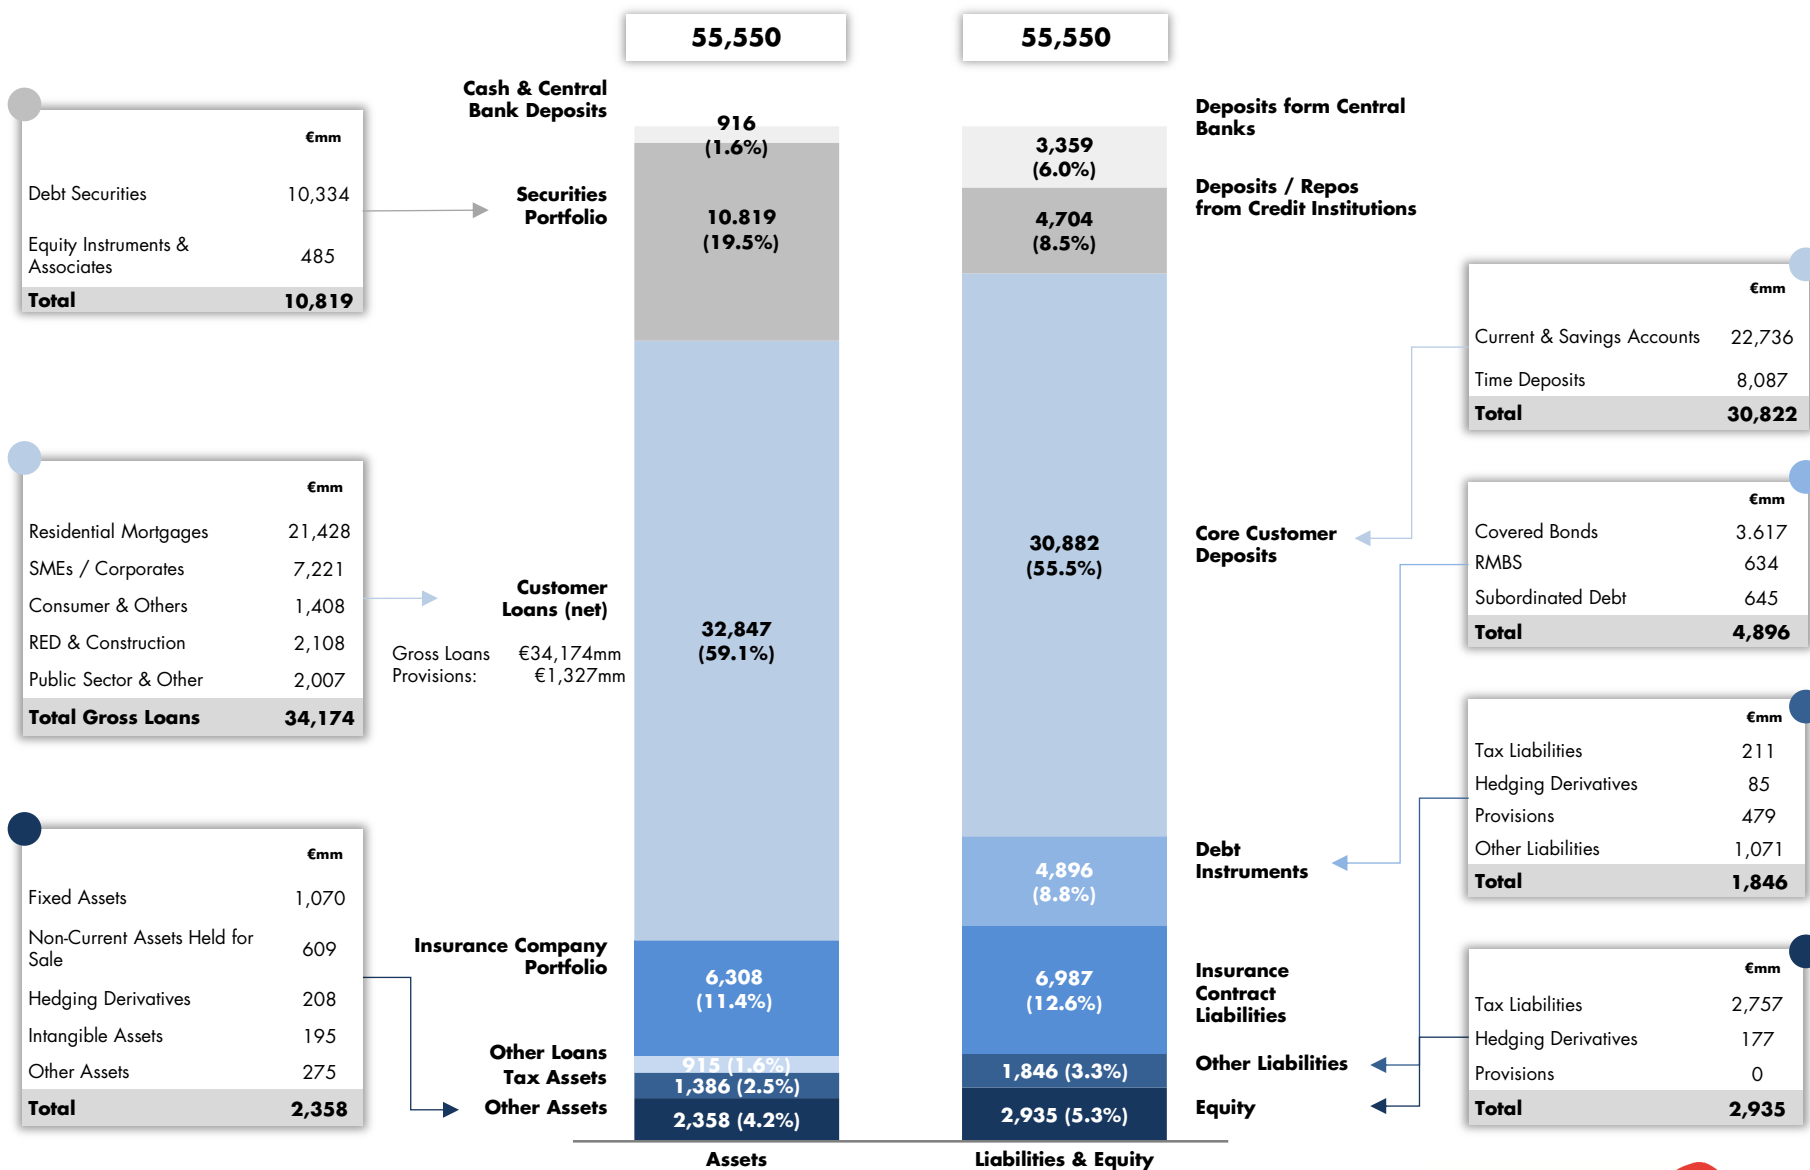 55,550
55,550
Cash & Central
Bank Deposits
916
(1.6%)
Securities
Portfolio
10.819
(19.5%)
Customer
Loans (net)
Gross Loans €34,174mm
Provisions: €1,327mm
32,847
(59.1%)
Insurance Company
Portfolio
6,308
(11.4%)
Other Loans
915 (1.6%)
Tax Assets
1,386 (2.5%)
Other Assets
2,358 (4.2%)
Assets
€mm
Debt Securities 10,334
Equity Instruments &
Associates 485
Total 10,819
€mm
Residential Mortgages 21,428
SMEs / Corporates 7,221
Consumer & Others 1,408
RED & Construction 2,108
Public Sector & Other 2,007
Total Gross Loans 34,174
€mm
Fixed Assets 1,070
Non-Current Assets Held for
Sale 609
Hedging Derivatives 208
Intangible Assets 195
Other Assets 275
Total 2,358
Deposits form Central
Banks
3,359
(6.0%)
Deposits / Repos
from Credit Institutions
4,704
(8.5%)
Core Customer
Deposits
30,882
(55.5%)
Debt
Instruments
4,896
(8.8%)
Insurance
Contract
Liabilities
6,987
(12.6%)
Other Liabilities
1,846 (3.3%)
Equity
2,935 (5.3%)
Liabilities & Equity
€mm
Current & Savings Accounts 22,736
Time Deposits 8,087
Total 30,822
€mm
Covered Bonds 3.617
RMBS 634
Subordinated Debt 645
Total 4,896
€mm
Tax Liabilities 211
Hedging Derivatives 85
Provisions 479
Other Liabilities 1,071
Total 1,846
€mm
Tax Liabilities 2,757
Hedging Derivatives 177
Provisions 0
Total 2,935